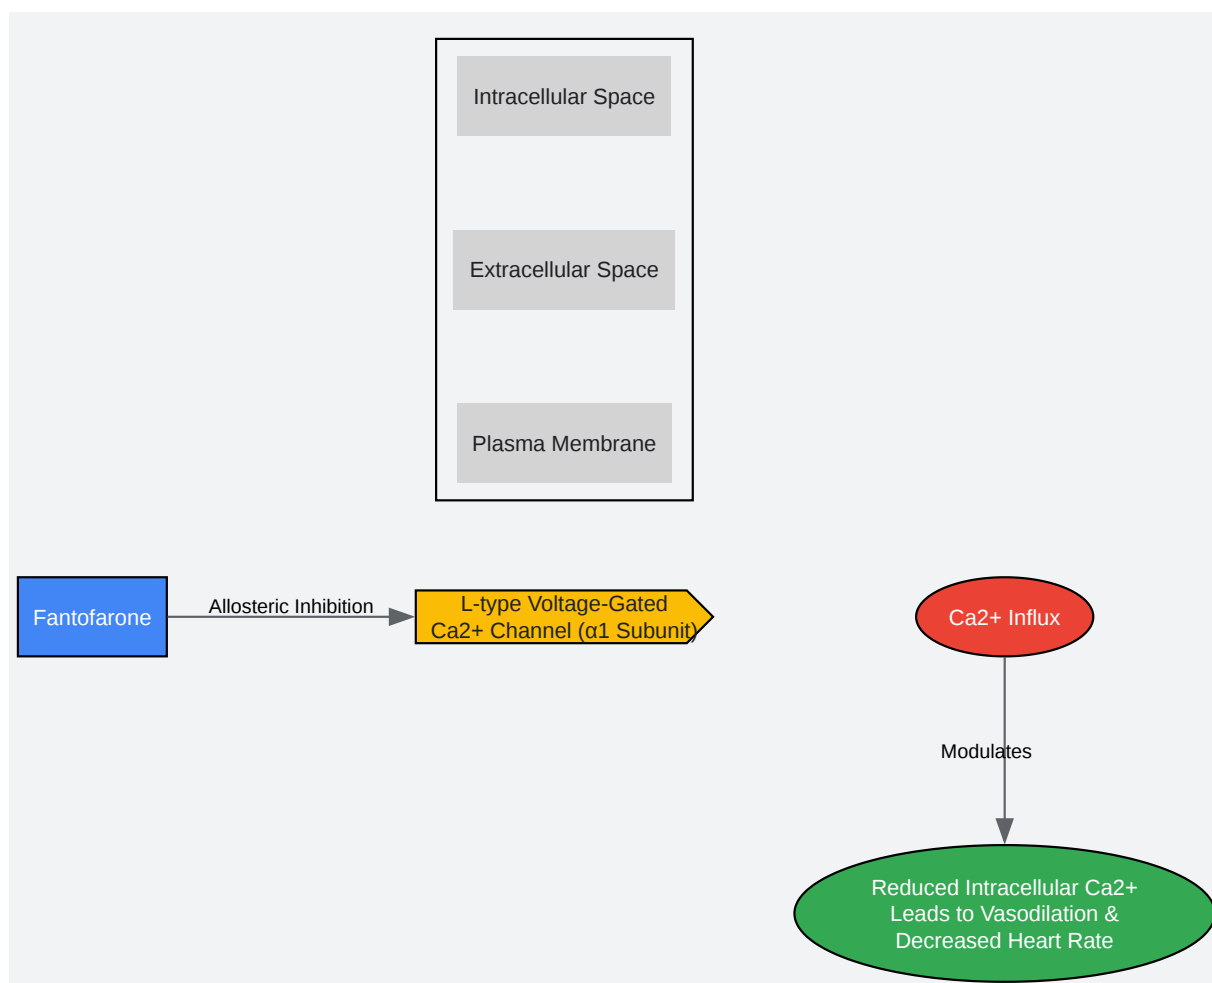 Intracellular Space
Extracellular Space
Plasma Membrane
Fantofarone
Allosteric Inhibition
L-type Voltage-Gated
Ca2+ Channel (α1 Subunit)
Ca2+ Influx
Modulates
Reduced Intracellular Ca2+
Leads to Vasodilation &
Decreased Heart Rate